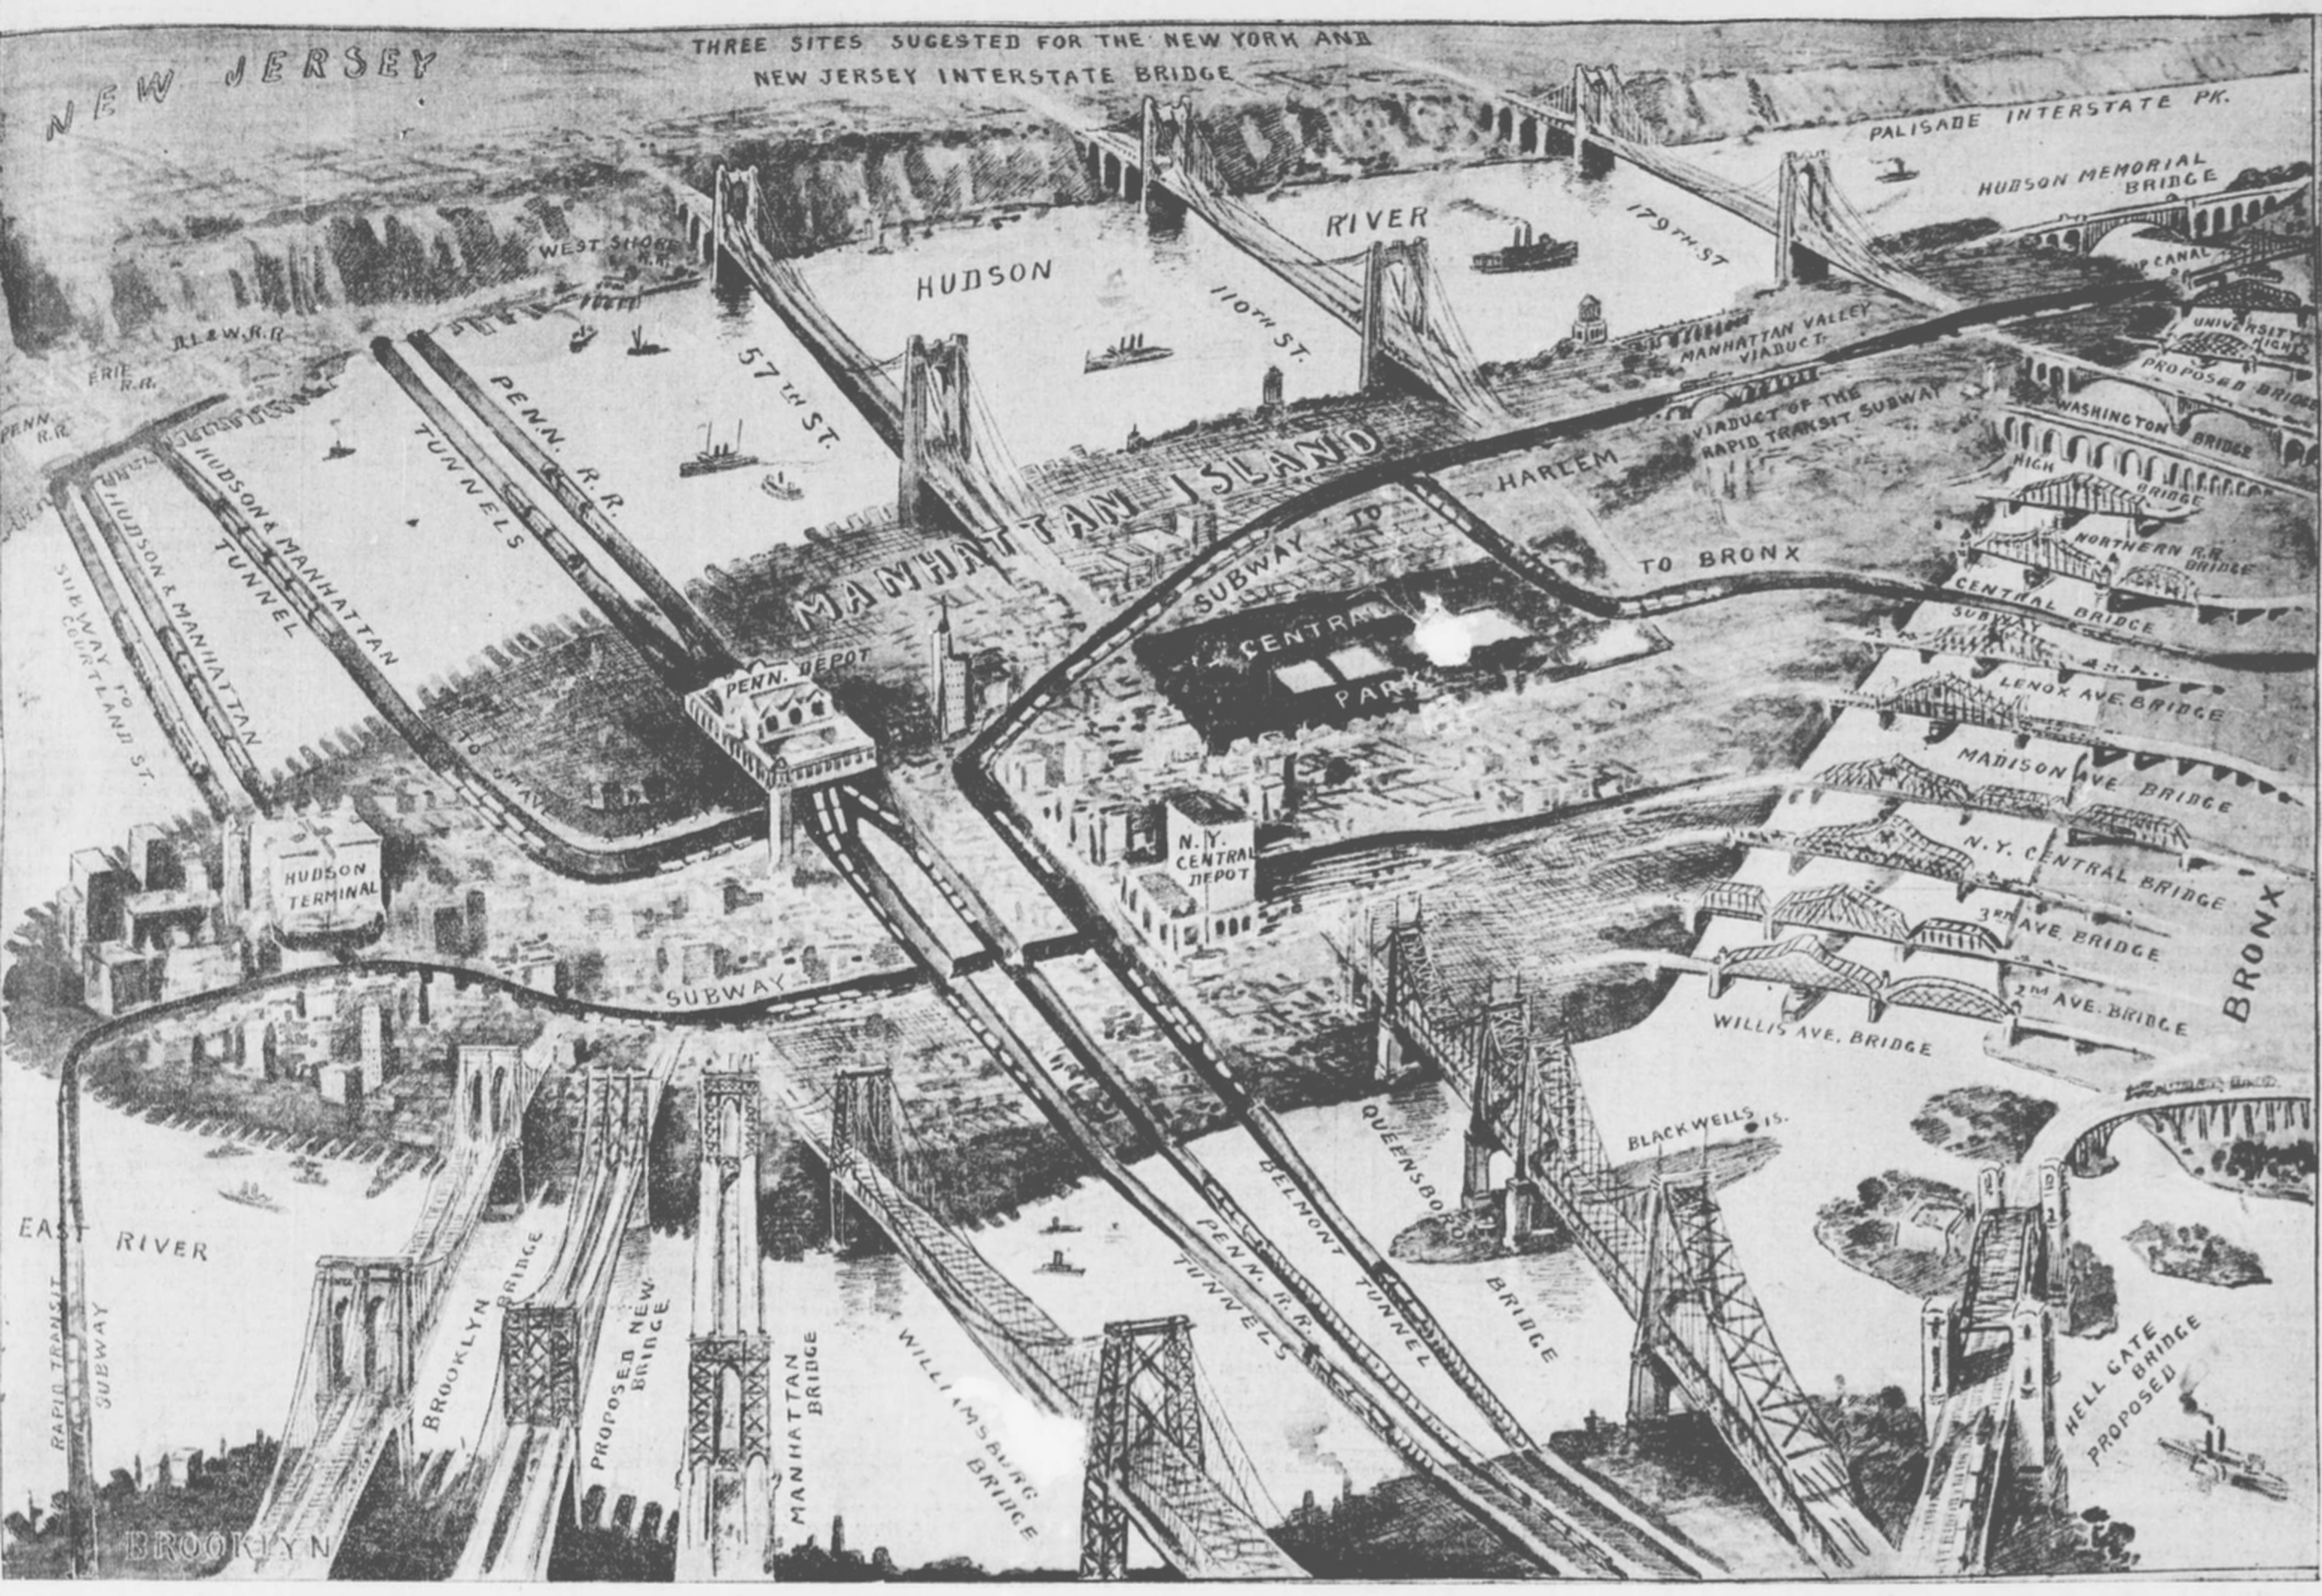 NEW JERSEY
THREE SITES SUGESTED FOR THE NEW YORK AND
NEW JERSEY INTERSTATE BRIDGE
PALISADE INTERSTATE PK.
HUDSON MEMORIAL
BRIDGE
CANAL
WEST SHORE
R.R.
HUDSON
RIVER
179TH ST
110TH ST.
57TH ST.
MANHATTAN VALLEY
VIADUCT
UNIVERSITY
PROPOSED BRIDGE
D.L.& W.R.R
ERIE
R.R.
PENN.
R.R.
PENN. R.R.
TUNNELS
VIADUCT OF THE
RAPID TRANSIT SUBWAY
WASHINGTON BRIDGE
HIGH
BRIDGE
HUDSON & MANHATTAN
TUNNEL
HUDSON & MANHATTAN
SUBWAY TO
COURTLAND ST.
MANHATTAN ISLAND
HARLEM
SUBWAY TO
TO BRONX
NORTHERN R.R.
BRIDGE
CENTRAL BRIDGE
SUBWAY
CENTRAL
PARK
LENOX AVE. BRIDGE
PENN. DEPOT
MADISON AVE BRIDGE
N.Y.
CENTRAL
DEPOT
N.Y. CENTRAL BRIDGE
HUDSON
TERMINAL
3RD AVE. BRIDGE
BRONX
2ND AVE. BRIDGE
SUBWAY
WILLIS AVE. BRIDGE
BLACKWELLS IS.
QUEENSBORO
BRIDGE
BELMONT TUNNEL
PENN. R.R.
TUNNELS
EAST RIVER
RAPID TRANSIT
SUBWAY
BROOKLYN BRIDGE
PROPOSED NEW
BRIDGE
MANHATTAN
BRIDGE
WILLIAMSBURG
BRIDGE
HELL GATE
BRIDGE
PROPOSED
BROOKLYN